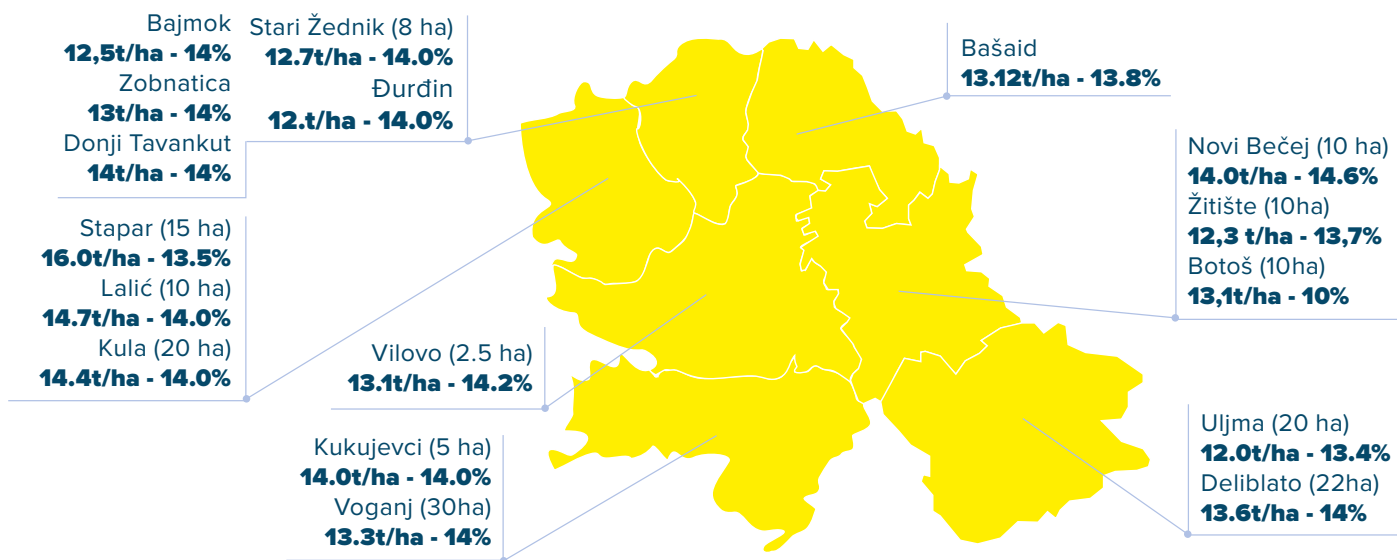 Bajmok
12,5t/ha - 14%
Zobnatica
13t/ha - 14%
Donji Tavankut
14t/ha - 14%
Stari Žednik (8 ha)
12.7t/ha - 14.0%
Đurđin
12.t/ha - 14.0%
Bašaid
13.12t/ha - 13.8%
Novi Bečej (10 ha)
14.0t/ha - 14.6%
Žitište (10ha)
12,3 t/ha - 13,7%
Botoš (10ha)
13,1t/ha - 10%
Stapar (15 ha)
16.0t/ha - 13.5%
Lalić (10 ha)
14.7t/ha - 14.0%
Kula (20 ha)
14.4t/ha - 14.0%
Vilovo (2.5 ha)
13.1t/ha - 14.2%
Kukujevci (5 ha)
14.0t/ha - 14.0%
Voganj (30ha)
13.3t/ha - 14%
Uljma (20 ha)
12.0t/ha - 13.4%
Deliblato (22ha)
13.6t/ha - 14%